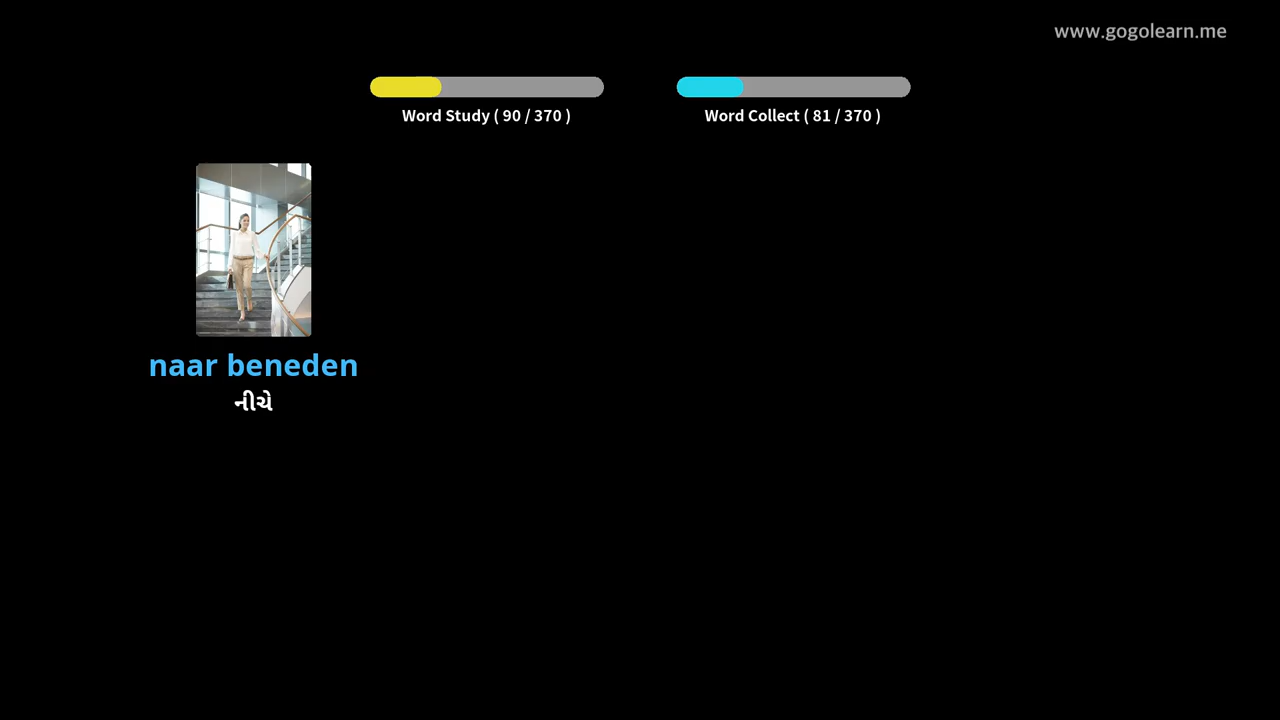 www.gogolearn.me
Word Study ( 90 / 370 )
Word Collect ( 81 / 370 )
naar beneden
નીચે